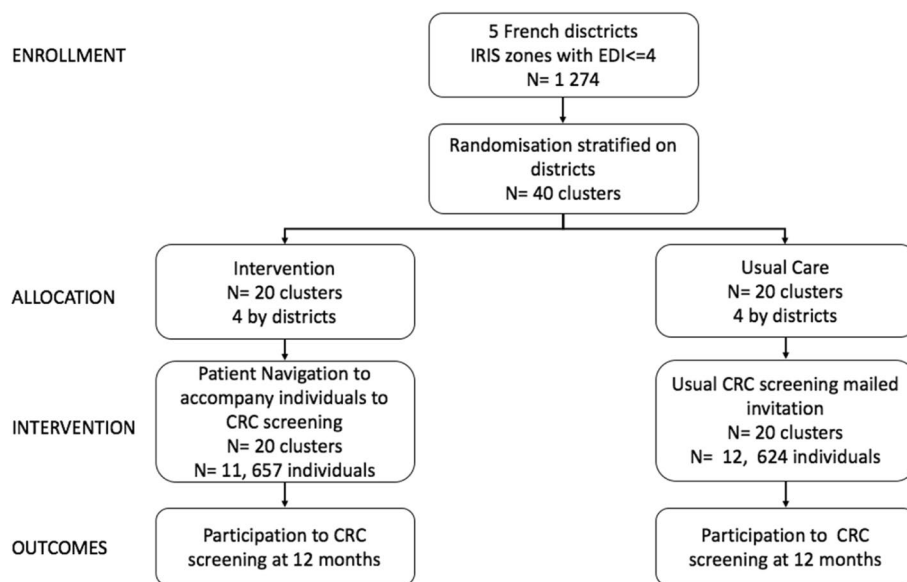 ENROLLMENT
5 French disctricts
IRIS zones with EDI<=4
N= 1 274
Randomisation stratified on
districts
N= 40 clusters
ALLOCATION
Intervention
N= 20 clusters
4 by districts
Usual Care
N= 20 clusters
4 by districts
INTERVENTION
Patient Navigation to
accompany individuals to
CRC screening
N= 20 clusters
N= 11, 657 individuals
Usual CRC screening mailed
invitation
N= 20 clusters
N= 12, 624 individuals
OUTCOMES
Participation to CRC
screening at 12 months
Participation to CRC
screening at 12 months